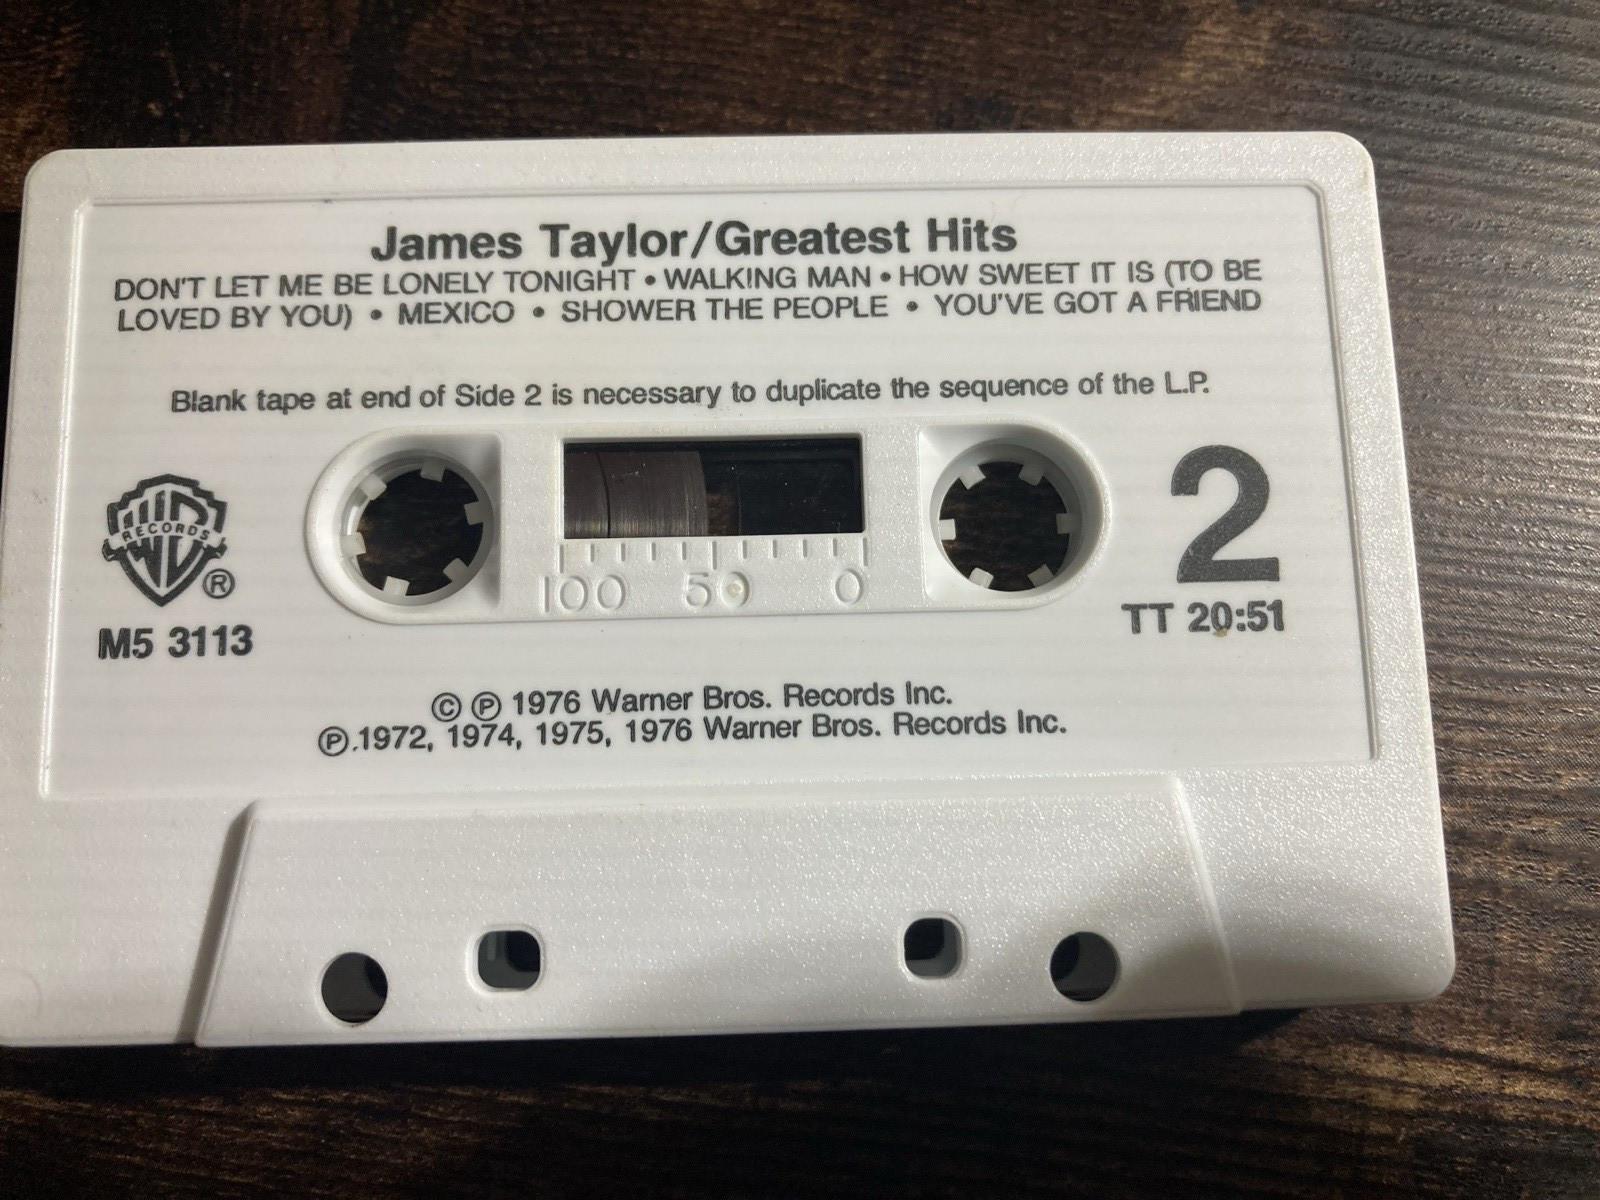 James Taylor/Greatest Hits
DON'T LET ME BE LONELY TONIGHT • WALKING MAN • HOW SWEET IT IS (TO BE
LOVED BY YOU) • MEXICO • SHOWER THE PEOPLE • YOU'VE GOT A FRIEND
Blank tape at end of Side 2 is necessary to duplicate the sequence of the L.P.
WB RECORDS ®
M5 3113
100 50 0
2
TT 20:51
© ℗ 1976 Warner Bros. Records Inc.
℗.1972, 1974, 1975, 1976 Warner Bros. Records Inc.